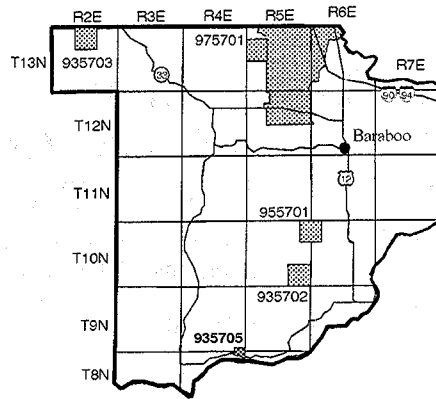 R2E R3E R4E R5E R6E
R7E
T13N 935703 975701
33
90 94
T12N
Baraboo
12
T11N
955701
T10N
935702
T9N
935705
T8N